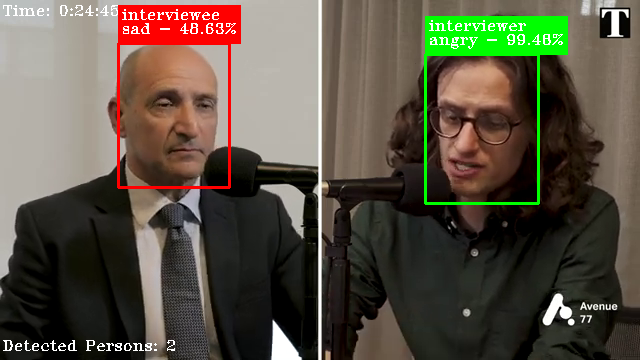 Time: 0:24:45
interviewee
sad - 48.63%
interviewer
angry - 99.48%
T
Avenue
77
Detected Persons: 2